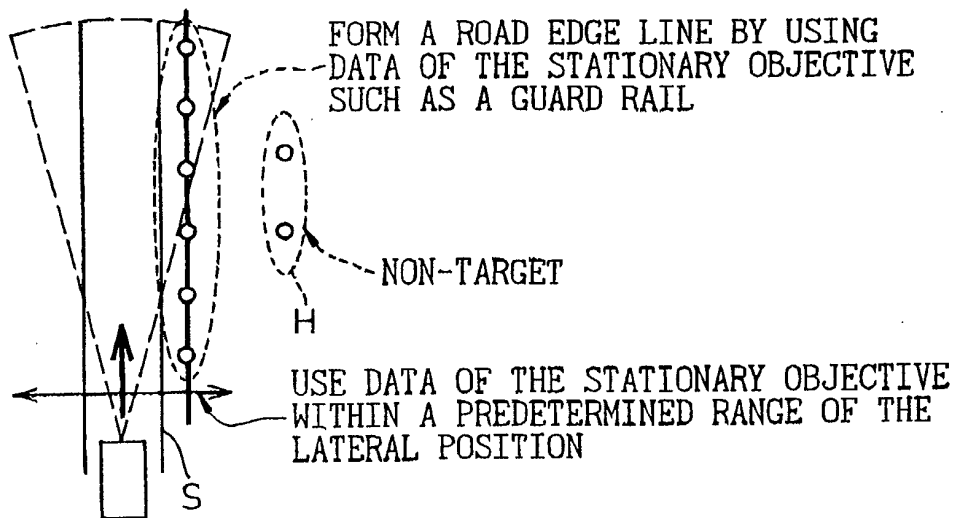 FORM A ROAD EDGE LINE BY USING
DATA OF THE STATIONARY OBJECTIVE
SUCH AS A GUARD RAIL
NON-TARGET
H
USE DATA OF THE STATIONARY OBJECTIVE
WITHIN A PREDETERMINED RANGE OF THE
LATERAL POSITION
S